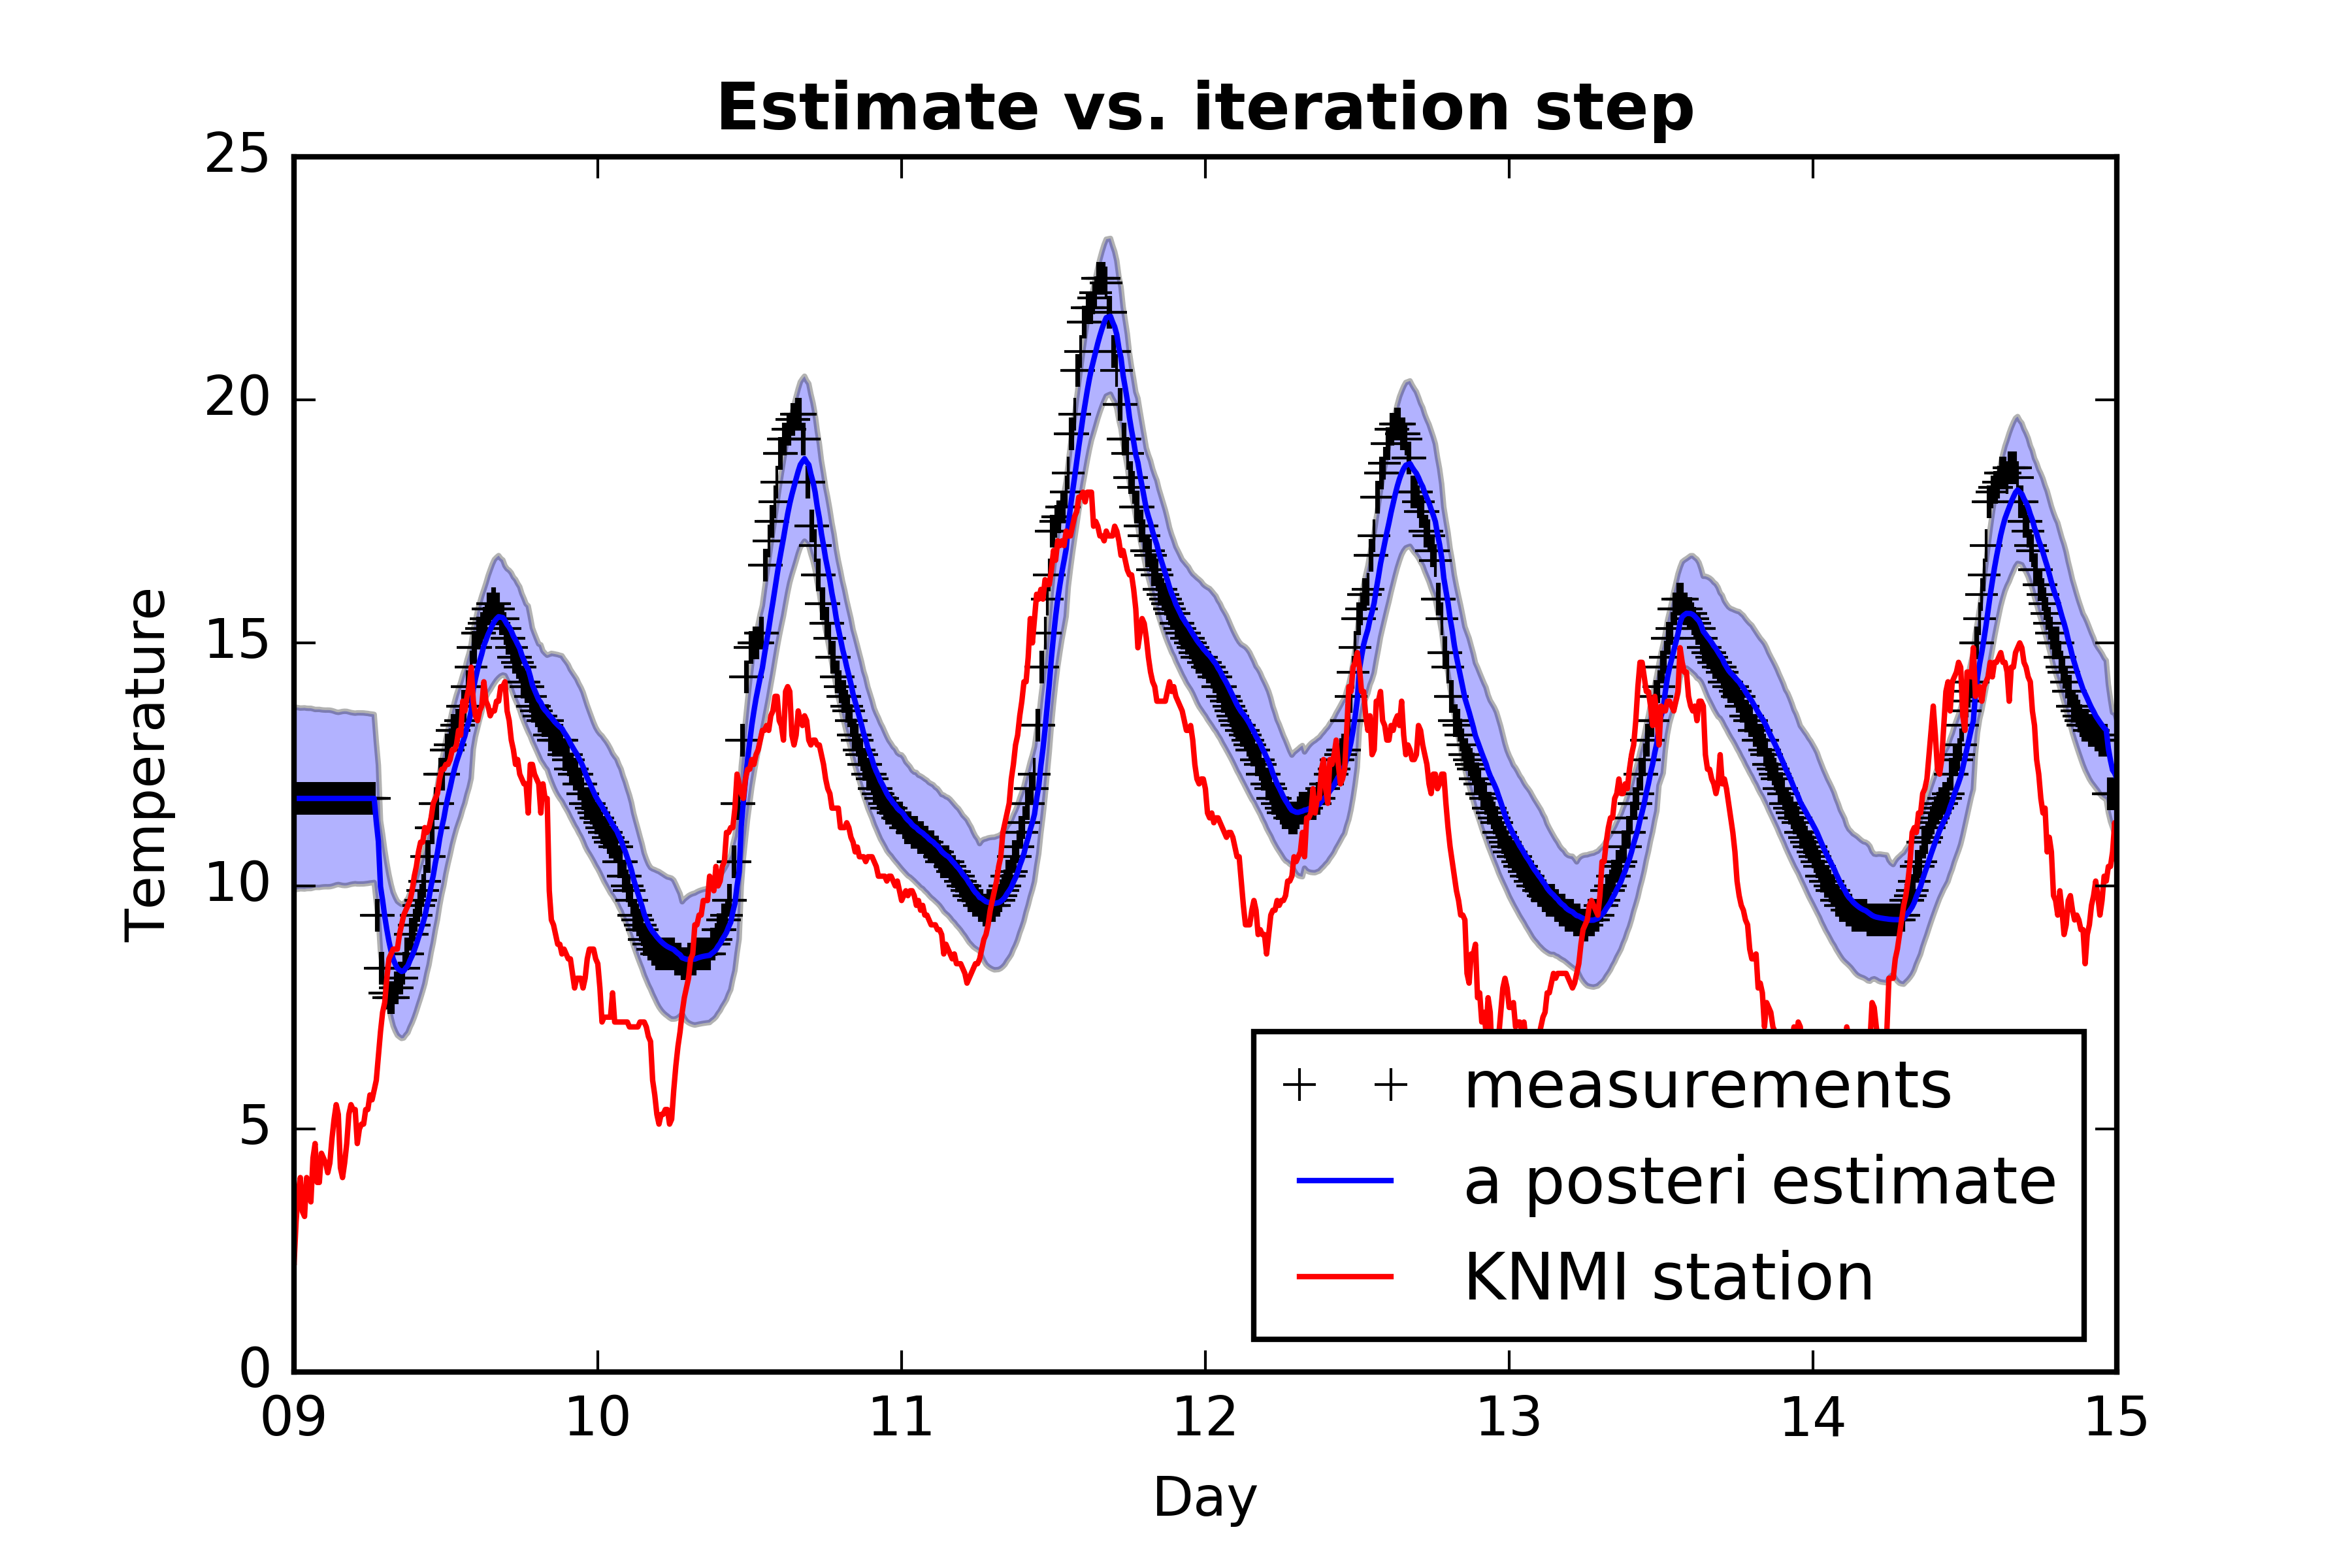 Estimate vs. iteration step
25
20
15
10
5
0
Temperature
09 10 11 12 13 14 15
Day
measurements
a posteri estimate
KNMI station